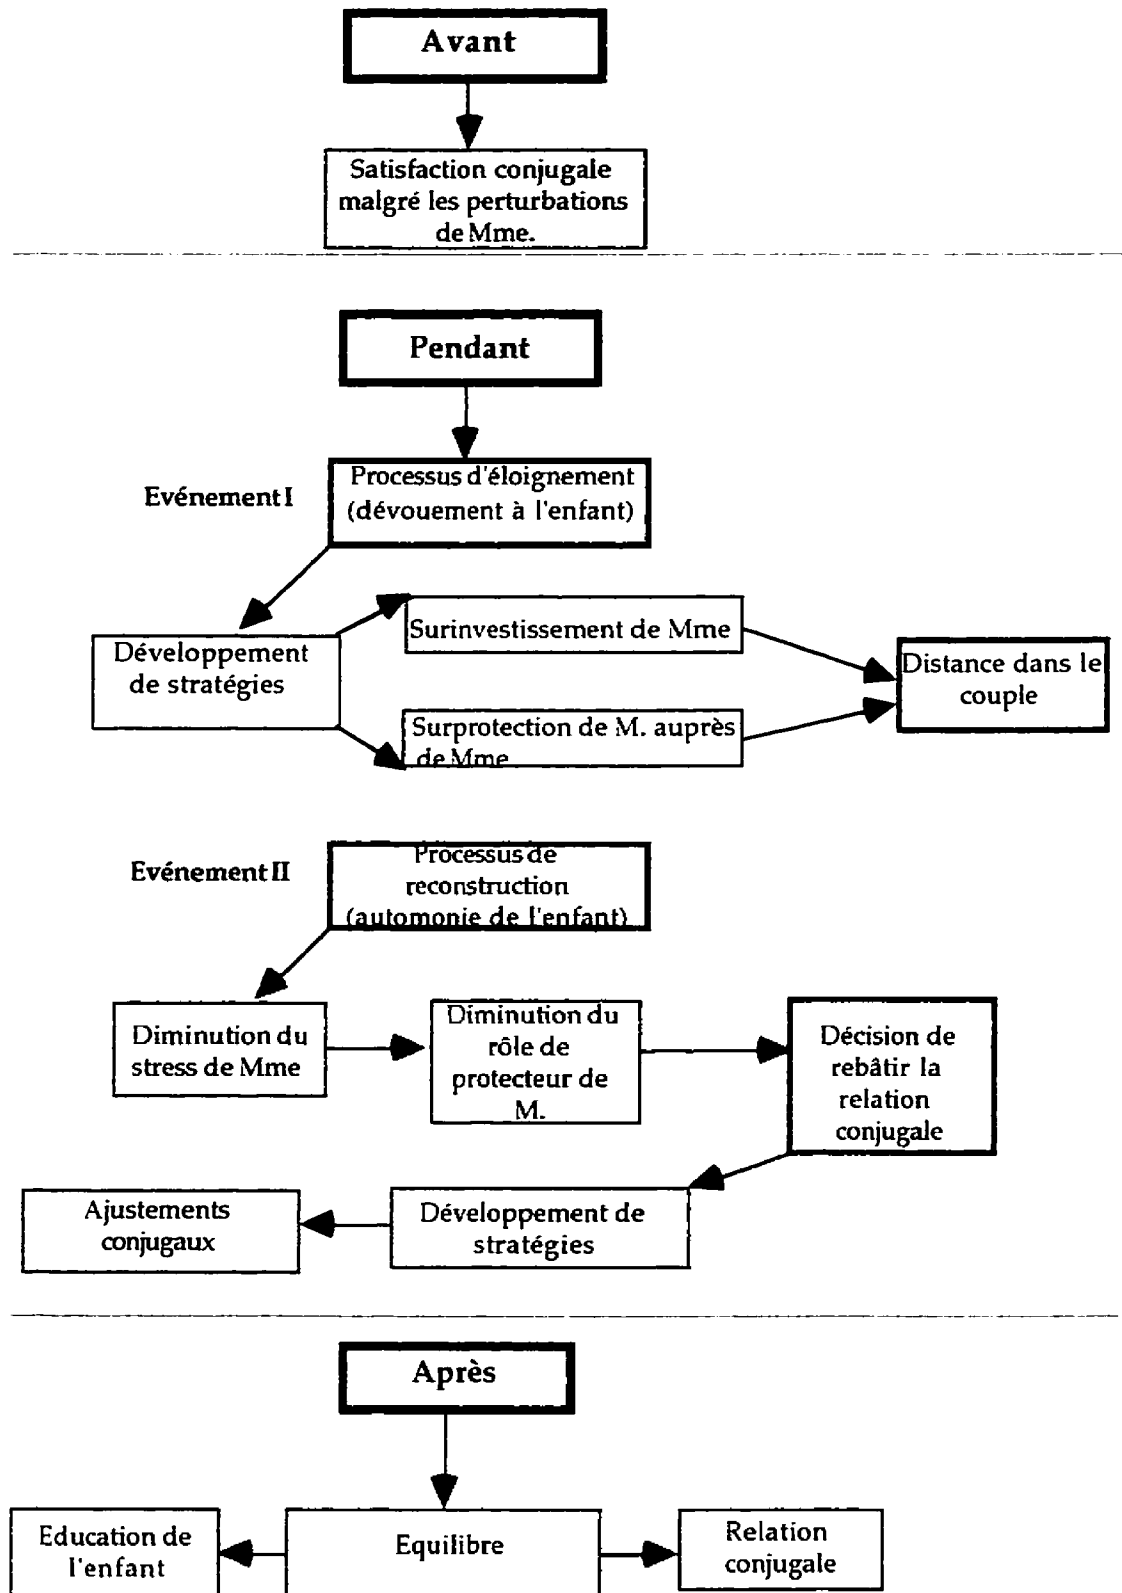 Avant
Satisfaction conjugale
malgré les perturbations
de Mme.
Pendant
Evénement I
Processus d'éloignement
(dévouement à l'enfant)
Développement
de stratégies
Surinvestissement de Mme
Surprotection de M. auprès
de Mme
Distance dans le
couple
Evénement II
Processus de
reconstruction
(automonie de l'enfant)
Diminution du
stress de Mme
Diminution du
rôle de
protecteur de
M.
Décision de
rebâtir la
relation
conjugale
Développement de
stratégies
Ajustements
conjugaux
Après
Education de
l'enfant
Equilibre
Relation
conjugale